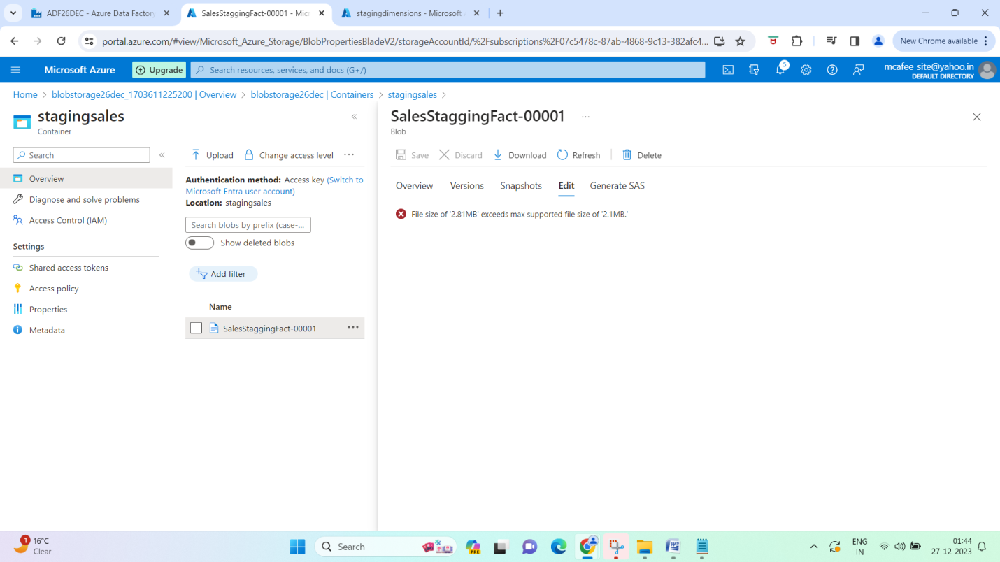 ADF26DEC - Azure Data Factory
SalesStaggingFact-00001 - Micr
stagingdimensions - Microsoft
portal.azure.com/#view/Microsoft_Azure_Storage/BlobPropertiesBladeV2/storageAccountId/%2Fsubscriptions%2F07c5478c-87ab-4868-9c13-382afc4...
New Chrome available
Microsoft Azure
Upgrade
Search resources, services, and docs (G+/)
5
mcafee_site@yahoo.in
DEFAULT DIRECTORY
Home > blobstorage26dec_1703611225200 | Overview > blobstorage26dec | Containers > stagingsales >
stagingsales
Container
Search
Overview
Diagnose and solve problems
Access Control (IAM)
Settings
Shared access tokens
Access policy
Properties
Metadata
Upload
Change access level
Authentication method: Access key (Switch to
Microsoft Entra user account)
Location: stagingsales
Search blobs by prefix (case-...
Show deleted blobs
Add filter
Name
SalesStaggingFact-00001
SalesStaggingFact-00001
Blob
Save
Discard
Download
Refresh
Delete
Overview
Versions
Snapshots
Edit
Generate SAS
File size of '2.81MB' exceeds max supported file size of '2.1MB.'
1
16°C
Clear
Search
PRE
ENG
IN
01:44
27-12-2023